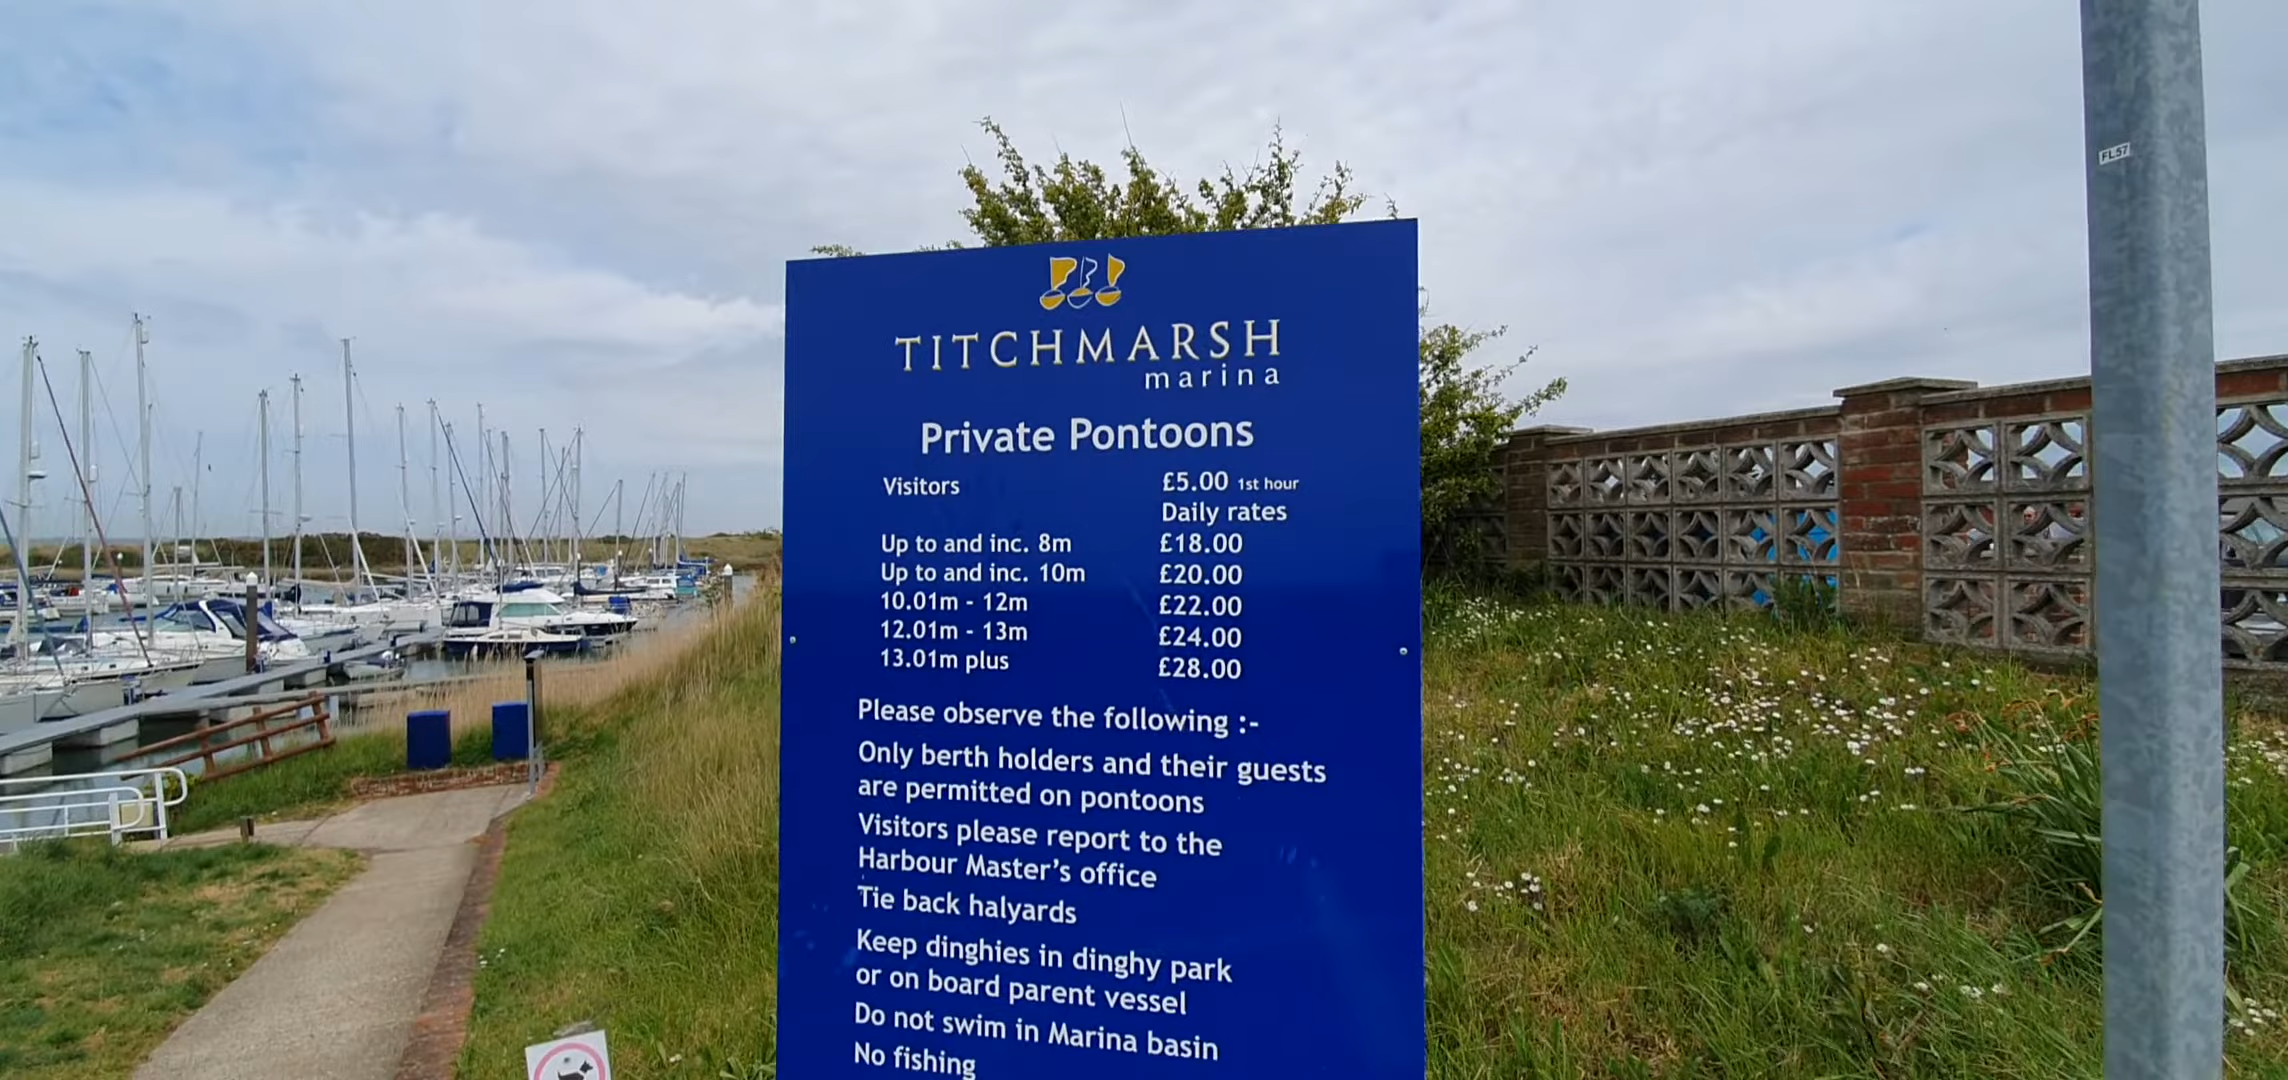 TITCHMARSH
marina
Private Pontoons
Visitors £5.00 1st hour
Daily rates
Up to and inc. 8m £18.00
Up to and inc. 10m £20.00
10.01m - 12m £22.00
12.01m - 13m £24.00
13.01m plus £28.00
Please observe the following :-
Only berth holders and their guests
are permitted on pontoons
Visitors please report to the
Harbour Master's office
Tie back halyards
Keep dinghies in dinghy park
or on board parent vessel
Do not swim in Marina basin
No fishing
FL57